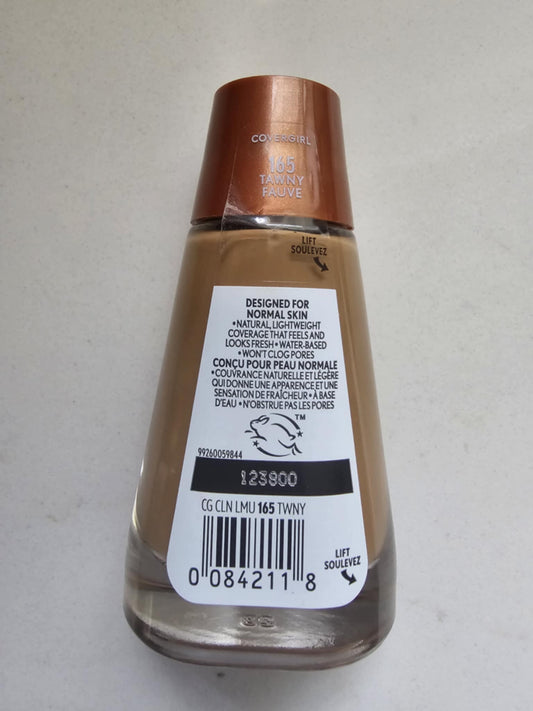 COVERGIRL
165
TAWNY
FAUVE
LIFT
SOULEVEZ
DESIGNED FOR
NORMAL SKIN
•NATURAL, LIGHTWEIGHT
COVERAGE THAT FEELS AND
LOOKS FRESH • WATER-BASED
•WON'T CLOG PORES
CONÇU POUR PEAU NORMALE
•COUVRANCE NATURELLE ET LÉGÈRE
QUI DONNE UNE APPARENCE ET UNE
SENSATION DE FRAÎCHEUR • À BASE
D'EAU • N'OBSTRUE PAS LES PORES
TM
99260059844
123800
CG CLN LMU 165 TWNY
LIFT
SOULEVEZ
0 084211 8